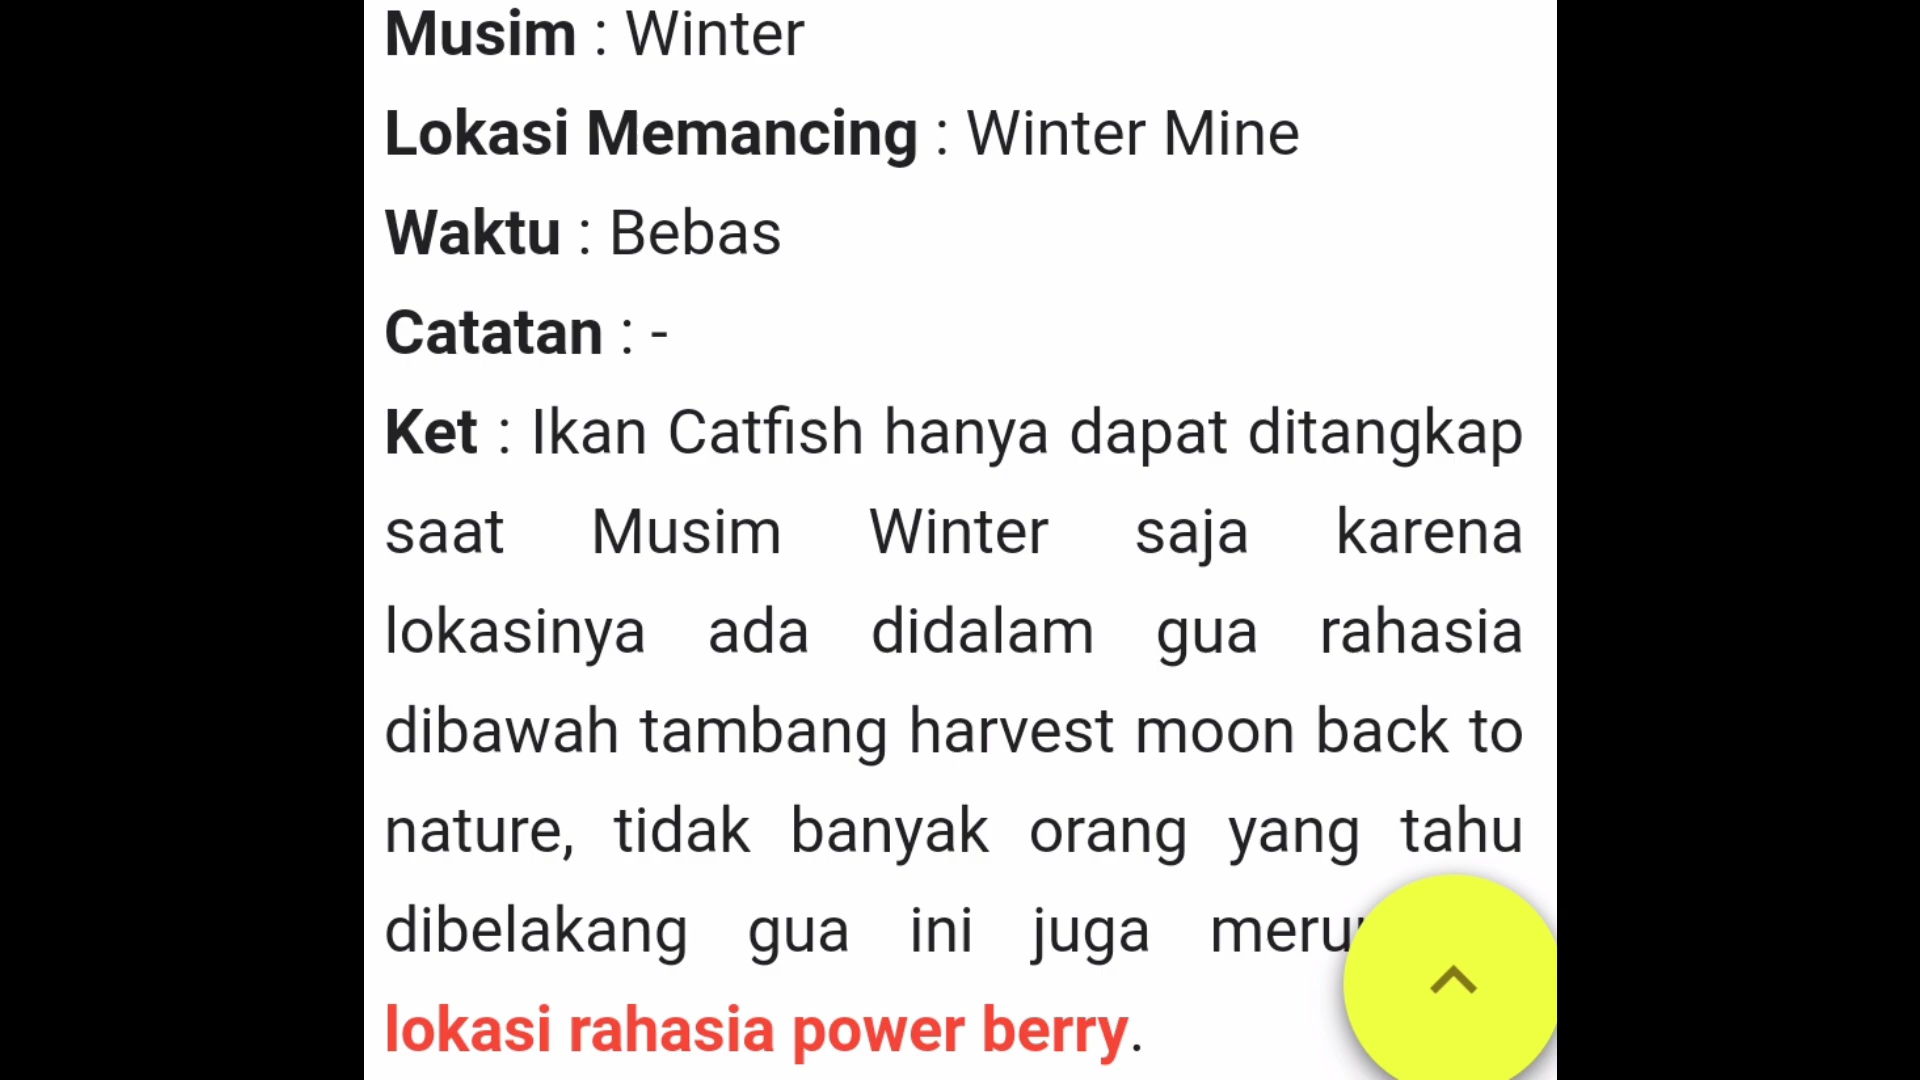 Musim : Winter
Lokasi Memancing : Winter Mine
Waktu : Bebas
Catatan : -
Ket : Ikan Catfish hanya dapat ditangkap
saat Musim Winter saja karena
lokasinya ada didalam gua rahasia
dibawah tambang harvest moon back to
nature, tidak banyak orang yang tahu
dibelakang gua ini juga
lokasi rahasia power berry.